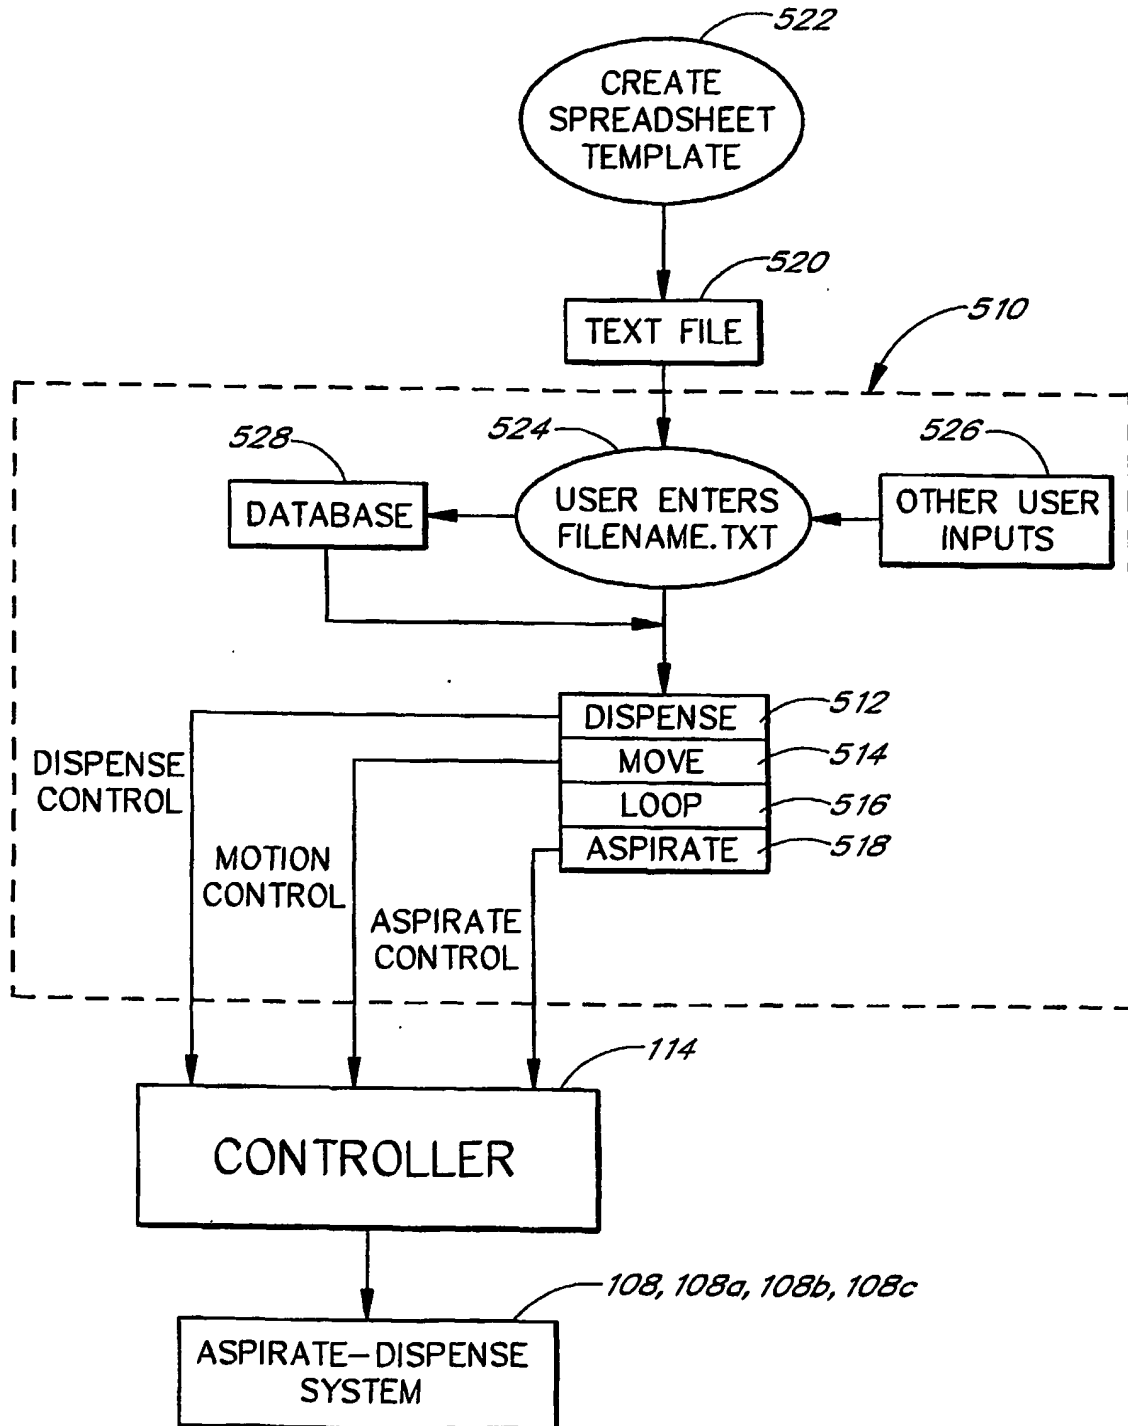 522
CREATE
SPREADSHEET
TEMPLATE
520
TEXT FILE
510
528
524
526
DATABASE
USER ENTERS
FILENAME.TXT
OTHER USER
INPUTS
DISPENSE
512
MOVE
514
LOOP
516
ASPIRATE
518
DISPENSE
CONTROL
MOTION
CONTROL
ASPIRATE
CONTROL
114
CONTROLLER
108, 108a, 108b, 108c
ASPIRATE-DISPENSE
SYSTEM